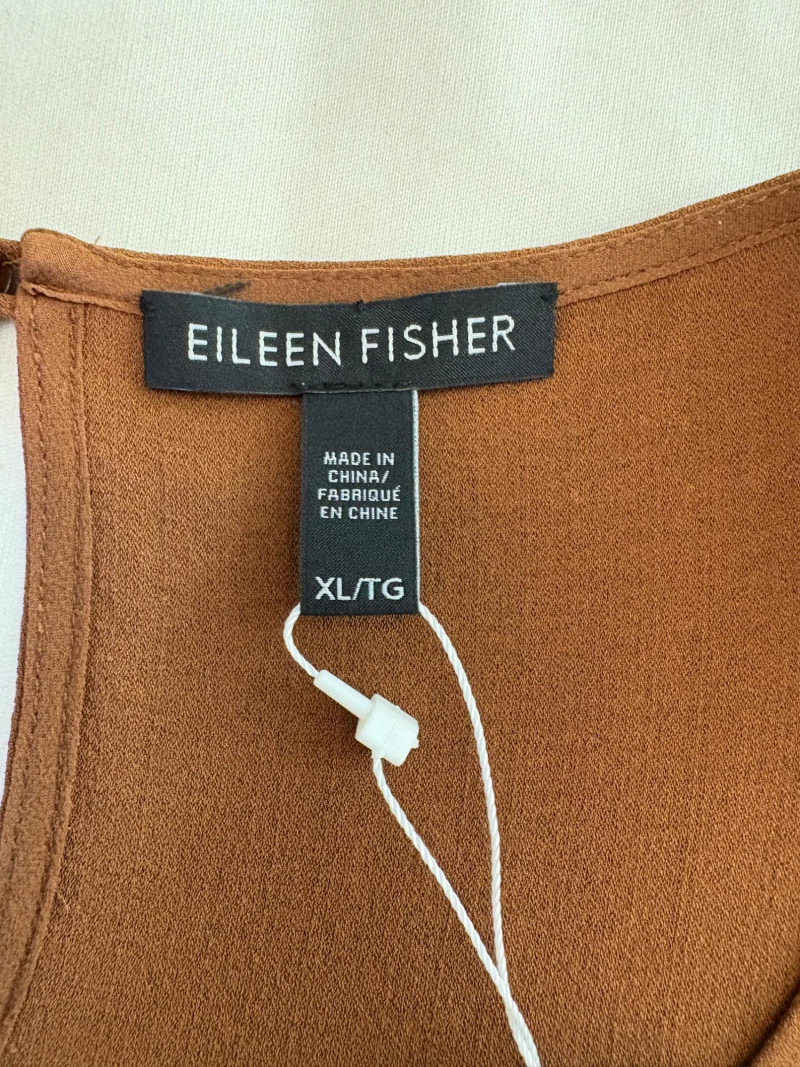 EILEEN FISHER
MADE IN
CHINA/
FABRIQUÉ
EN CHINE
XL/TG